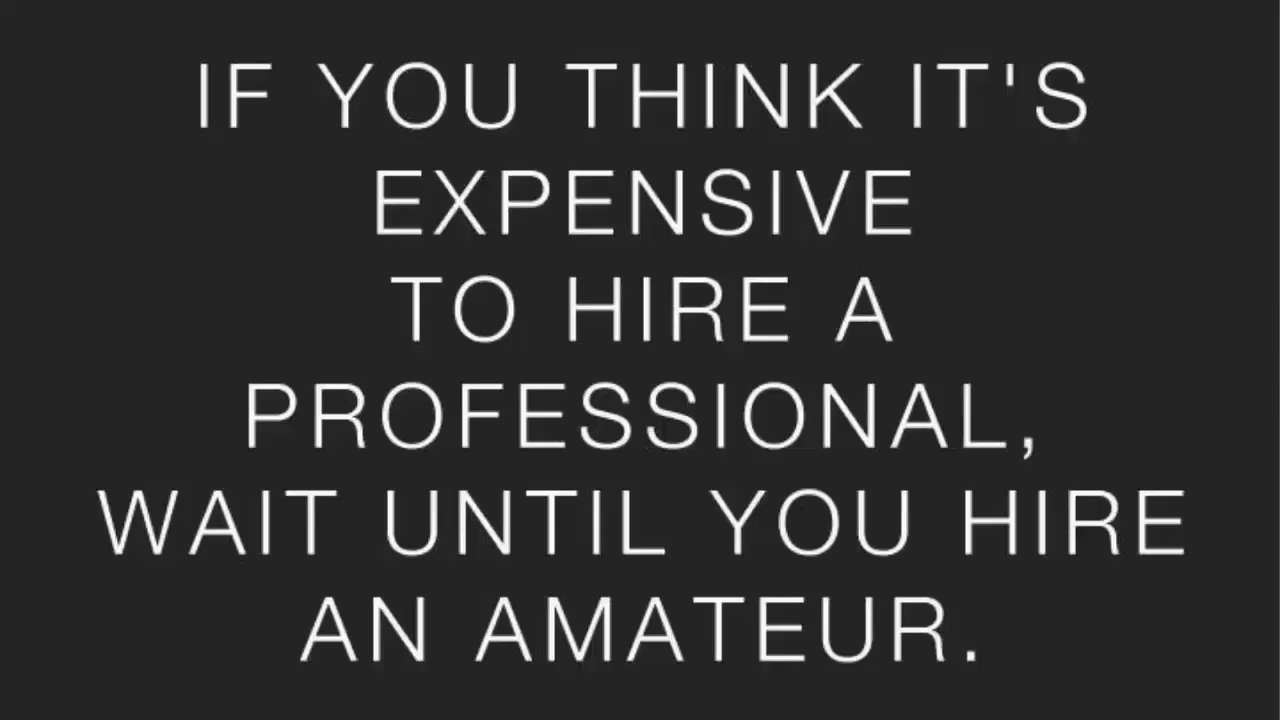 IF YOU THINK IT'S
EXPENSIVE
TO HIRE A
PROFESSIONAL,
WAIT UNTIL YOU HIRE
AN AMATEUR.